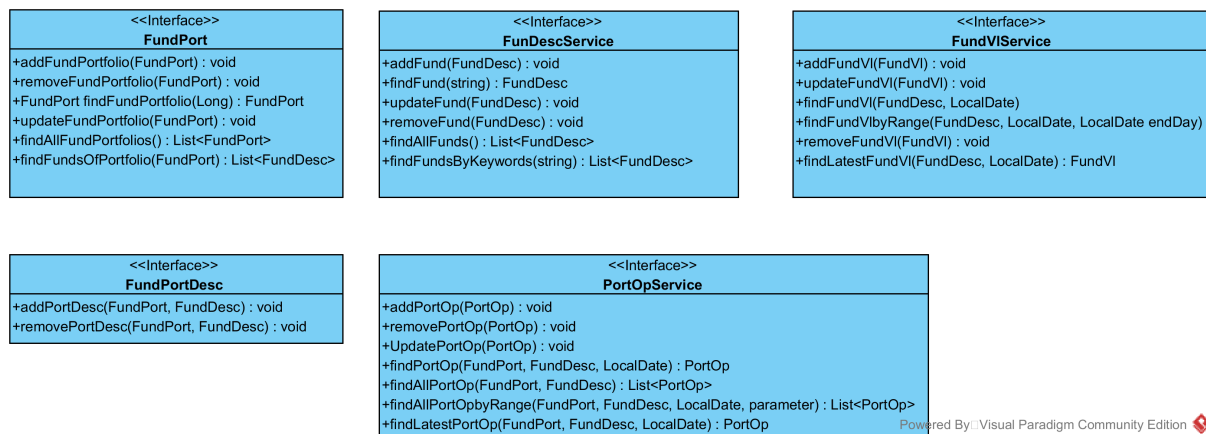 <<Interface>>
FundPort
+addFundPortfolio(FundPort) : void
+removeFundPortfolio(FundPort) : void
+FundPort findFundPortfolio(Long) : FundPort
+updateFundPortfolio(FundPort) : void
+findAllFundPortfolios() : List<FundPort>
+findFundsOfPortfolio(FundPort) : List<FundDesc>
<<Interface>>
FunDescService
+addFund(FundDesc) : void
+findFund(string) : FundDesc
+updateFund(FundDesc) : void
+removeFund(FundDesc) : void
+findAllFunds() : List<FundDesc>
+findFundsByKeywords(string) : List<FundDesc>
<<Interface>>
FundVlService
+addFundVl(FundVl) : void
+updateFundVl(FundVl) : void
+findFundVl(FundDesc, LocalDate)
+findFundVlbyRange(FundDesc, LocalDate, LocalDate endDay)
+removeFundVl(FundVl) : void
+findLatestFundVl(FundDesc, LocalDate) : FundVl
<<Interface>>
FundPortDesc
+addPortDesc(FundPort, FundDesc) : void
+removePortDesc(FundPort, FundDesc) : void
<<Interface>>
PortOpService
+addPortOp(PortOp) : void
+removePortOp(PortOp) : void
+UpdatePortOp(PortOp) : void
+findPortOp(FundPort, FundDesc, LocalDate) : PortOp
+findAllPortOp(FundPort, FundDesc) : List<PortOp>
+findAllPortOpbyRange(FundPort, FundDesc, LocalDate, parameter) : List<PortOp>
+findLatestPortOp(FundPort, FundDesc, LocalDate) : PortOp
Powered By Visual Paradigm Community Edition